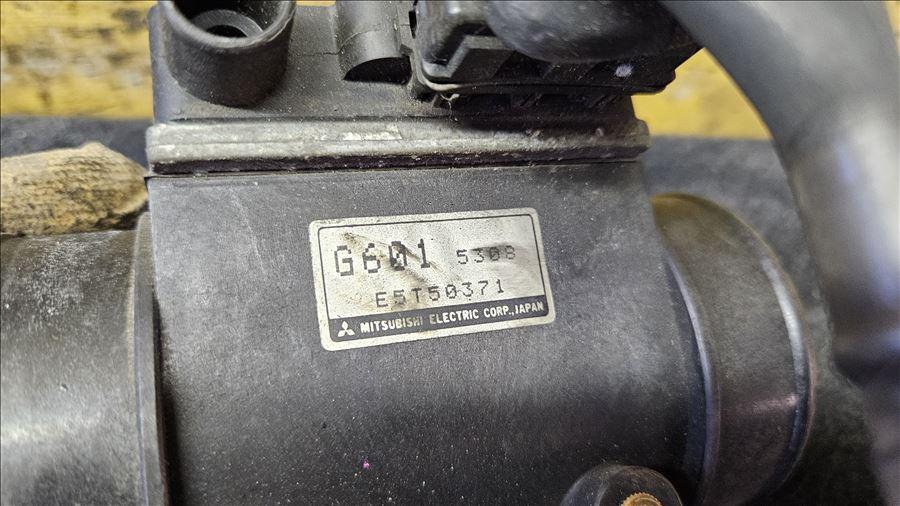 G601 5308
E5T50371
MITSUBISHI ELECTRIC CORP., JAPAN